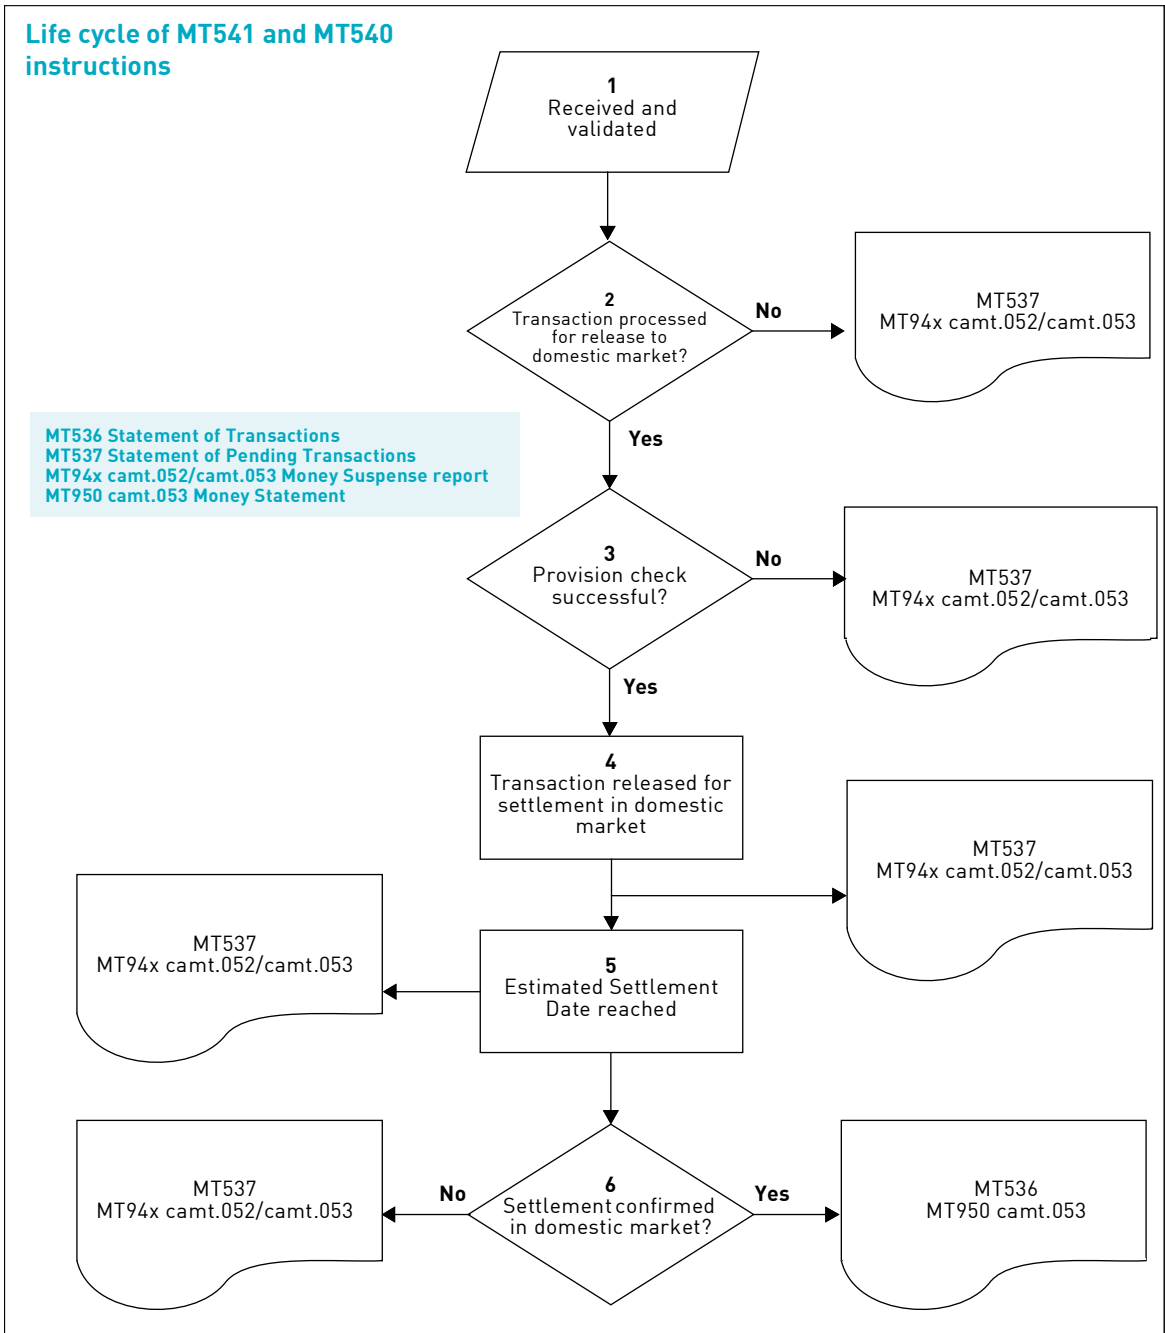 Life cycle of MT541 and MT540
instructions
1
Received and
validated
2
Transaction processed
for release to
domestic market?
No
MT537
MT94x camt.052/camt.053
Yes
MT536 Statement of Transactions
MT537 Statement of Pending Transactions
MT94x camt.052/camt.053 Money Suspense report
MT950 camt.053 Money Statement
3
Provision check
successful?
No
MT537
MT94x camt.052/camt.053
Yes
4
Transaction released for
settlement in domestic
market
MT537
MT94x camt.052/camt.053
5
Estimated Settlement
Date reached
MT537
MT94x camt.052/camt.053
6
Settlement confirmed
in domestic market?
No
MT537
MT94x camt.052/camt.053
Yes
MT536
MT950 camt.053